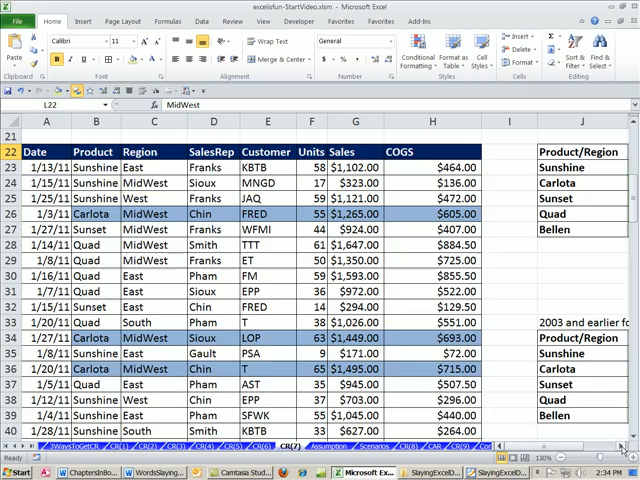 excelisfun-StartVideo.xlsm - Microsoft Excel
File Home Insert Page Layout Formulas Data Review View Developer Add-Ins Foxit PDF Acrobat
Calibri 11 Wrap Text General Insert Σ
Paste B I U Merge & Center $ % , Conditional Formatting Format as Table Cell Styles Delete Format Sort & Filter Find & Select
Clipboard Font Alignment Number Styles Cells Editing
L22 fx MidWest
A B C D E F G H I J
21
22 Date Product Region SalesRep Customer Units Sales COGS Product/Region
23 1/13/11 Sunshine East Franks KBTB 58 $1,102.00 $464.00 Sunshine
24 1/15/11 Sunshine MidWest Sioux MNGD 17 $323.00 $136.00 Carlota
25 1/25/11 Sunshine West Franks JAQ 59 $1,121.00 $472.00 Sunset
26 1/3/11 Carlota MidWest Chin FRED 55 $1,265.00 $605.00 Quad
27 1/27/11 Sunset MidWest Franks WFMI 44 $924.00 $407.00 Bellen
28 1/14/11 Quad MidWest Smith TTT 61 $1,647.00 $884.50
29 1/8/11 Quad MidWest Franks ET 50 $1,350.00 $725.00
30 1/16/11 Quad East Pham FM 59 $1,593.00 $855.50
31 1/7/11 Quad East Chin EPP 36 $972.00 $522.00
32 1/15/11 Sunset East Chin FRED 14 $294.00 $129.50
33 1/20/11 Quad South Pham T 38 $1,026.00 $551.00 2003 and earlier fo
34 1/27/11 Carlota MidWest Sioux LOP 63 $1,449.00 $693.00 Product/Region
35 1/8/11 Sunshine East Gault PSA 9 $171.00 $72.00 Sunshine
36 1/20/11 Carlota MidWest Chin T 65 $1,495.00 $715.00 Carlota
37 1/5/11 Quad East Pham AST 35 $945.00 $507.50 Sunset
38 1/12/11 Sunshine West Chin EPP 37 $703.00 $296.00 Quad
39 1/4/11 Sunshine East Pham SFWK 55 $1,045.00 $440.00 Bellen
40 1/28/11 Sunshine South Pham KBTB 33 $627.00 $264.00
3WaysToGetCR CR(1) CR(2) CR(3) CR(4) CR(5) CR(6) CR(7) Assumption Scenarios CR(8) CAR CR(9) Cor
Ready 130%
Start ChaptersInBo... WordsSlaying... Camtasia Stud... Microsoft Exc... SlayingExcelD... SlayingExcelD... 2:34 PM